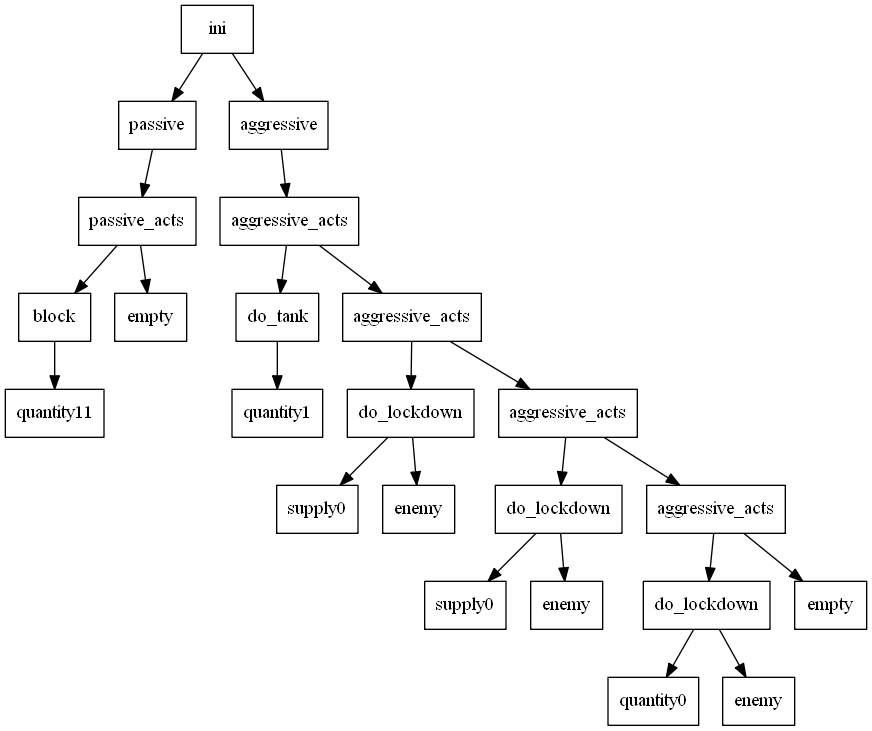 ini
passive
aggressive
passive_acts
aggressive_acts
block
empty
do_tank
aggressive_acts
quantity11
quantity1
do_lockdown
aggressive_acts
supply0
enemy
do_lockdown
aggressive_acts
supply0
enemy
do_lockdown
empty
quantity0
enemy